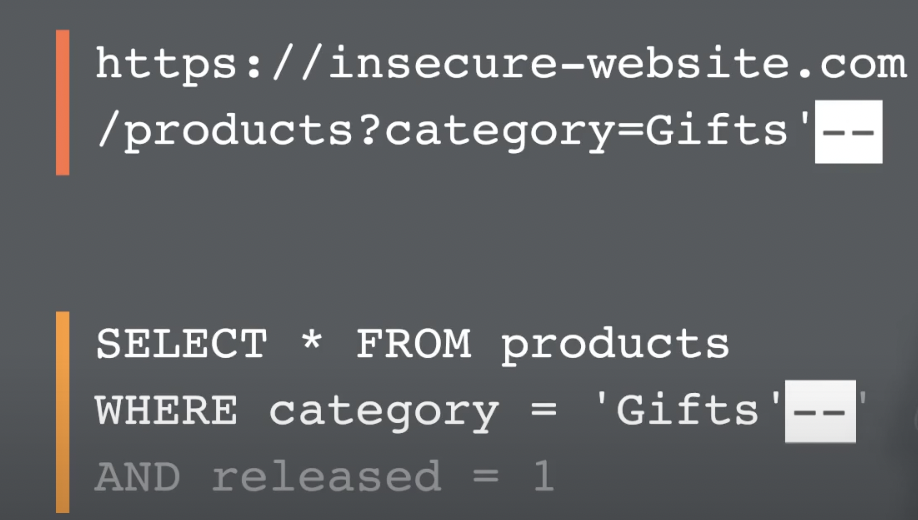 https://insecure-website.com
/products?category=Gifts'--
SELECT * FROM products
WHERE category = 'Gifts'--'
AND released = 1